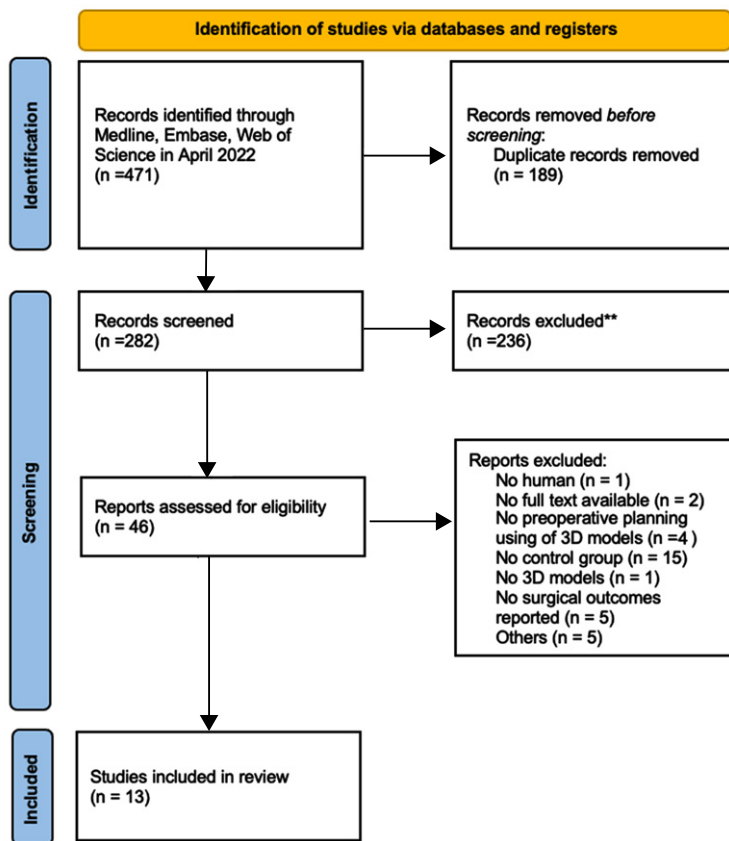 Identification of studies via databases and registers
Identification
Records identified through
Medline, Embase, Web of
Science in April 2022
(n =471)
Records removed before
screening:
Duplicate records removed
(n = 189)
Screening
Records screened
(n =282)
Records excluded**
(n =236)
Reports assessed for eligibility
(n = 46)
Reports excluded:
No human (n = 1)
No full text available (n = 2)
No preoperative planning
using of 3D models (n =4 )
No control group (n = 15)
No 3D models (n = 1)
No surgical outcomes
reported (n = 5)
Others (n = 5)
Included
Studies included in review
(n = 13)